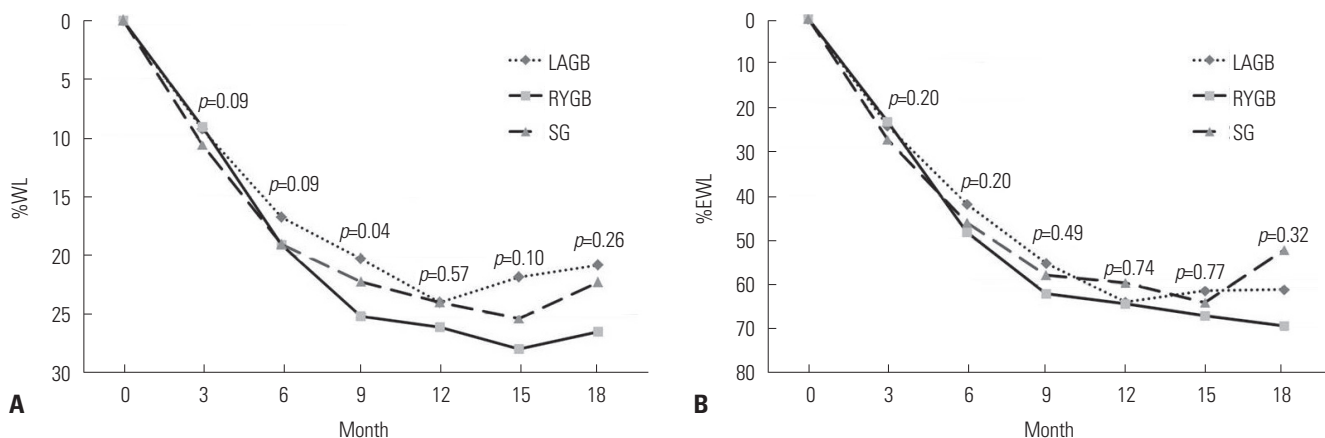 0
5
10
15
20
25
30
%WL
p=0.09
p=0.09
p=0.04
p=0.57
p=0.10
p=0.26
LAGB
RYGB
SG
0 3 6 9 12 15 18
Month
A
0
10
20
30
40
50
60
70
80
%EWL
p=0.20
p=0.20
p=0.49
p=0.74
p=0.77
p=0.32
LAGB
RYGB
SG
0 3 6 9 12 15 18
Month
B